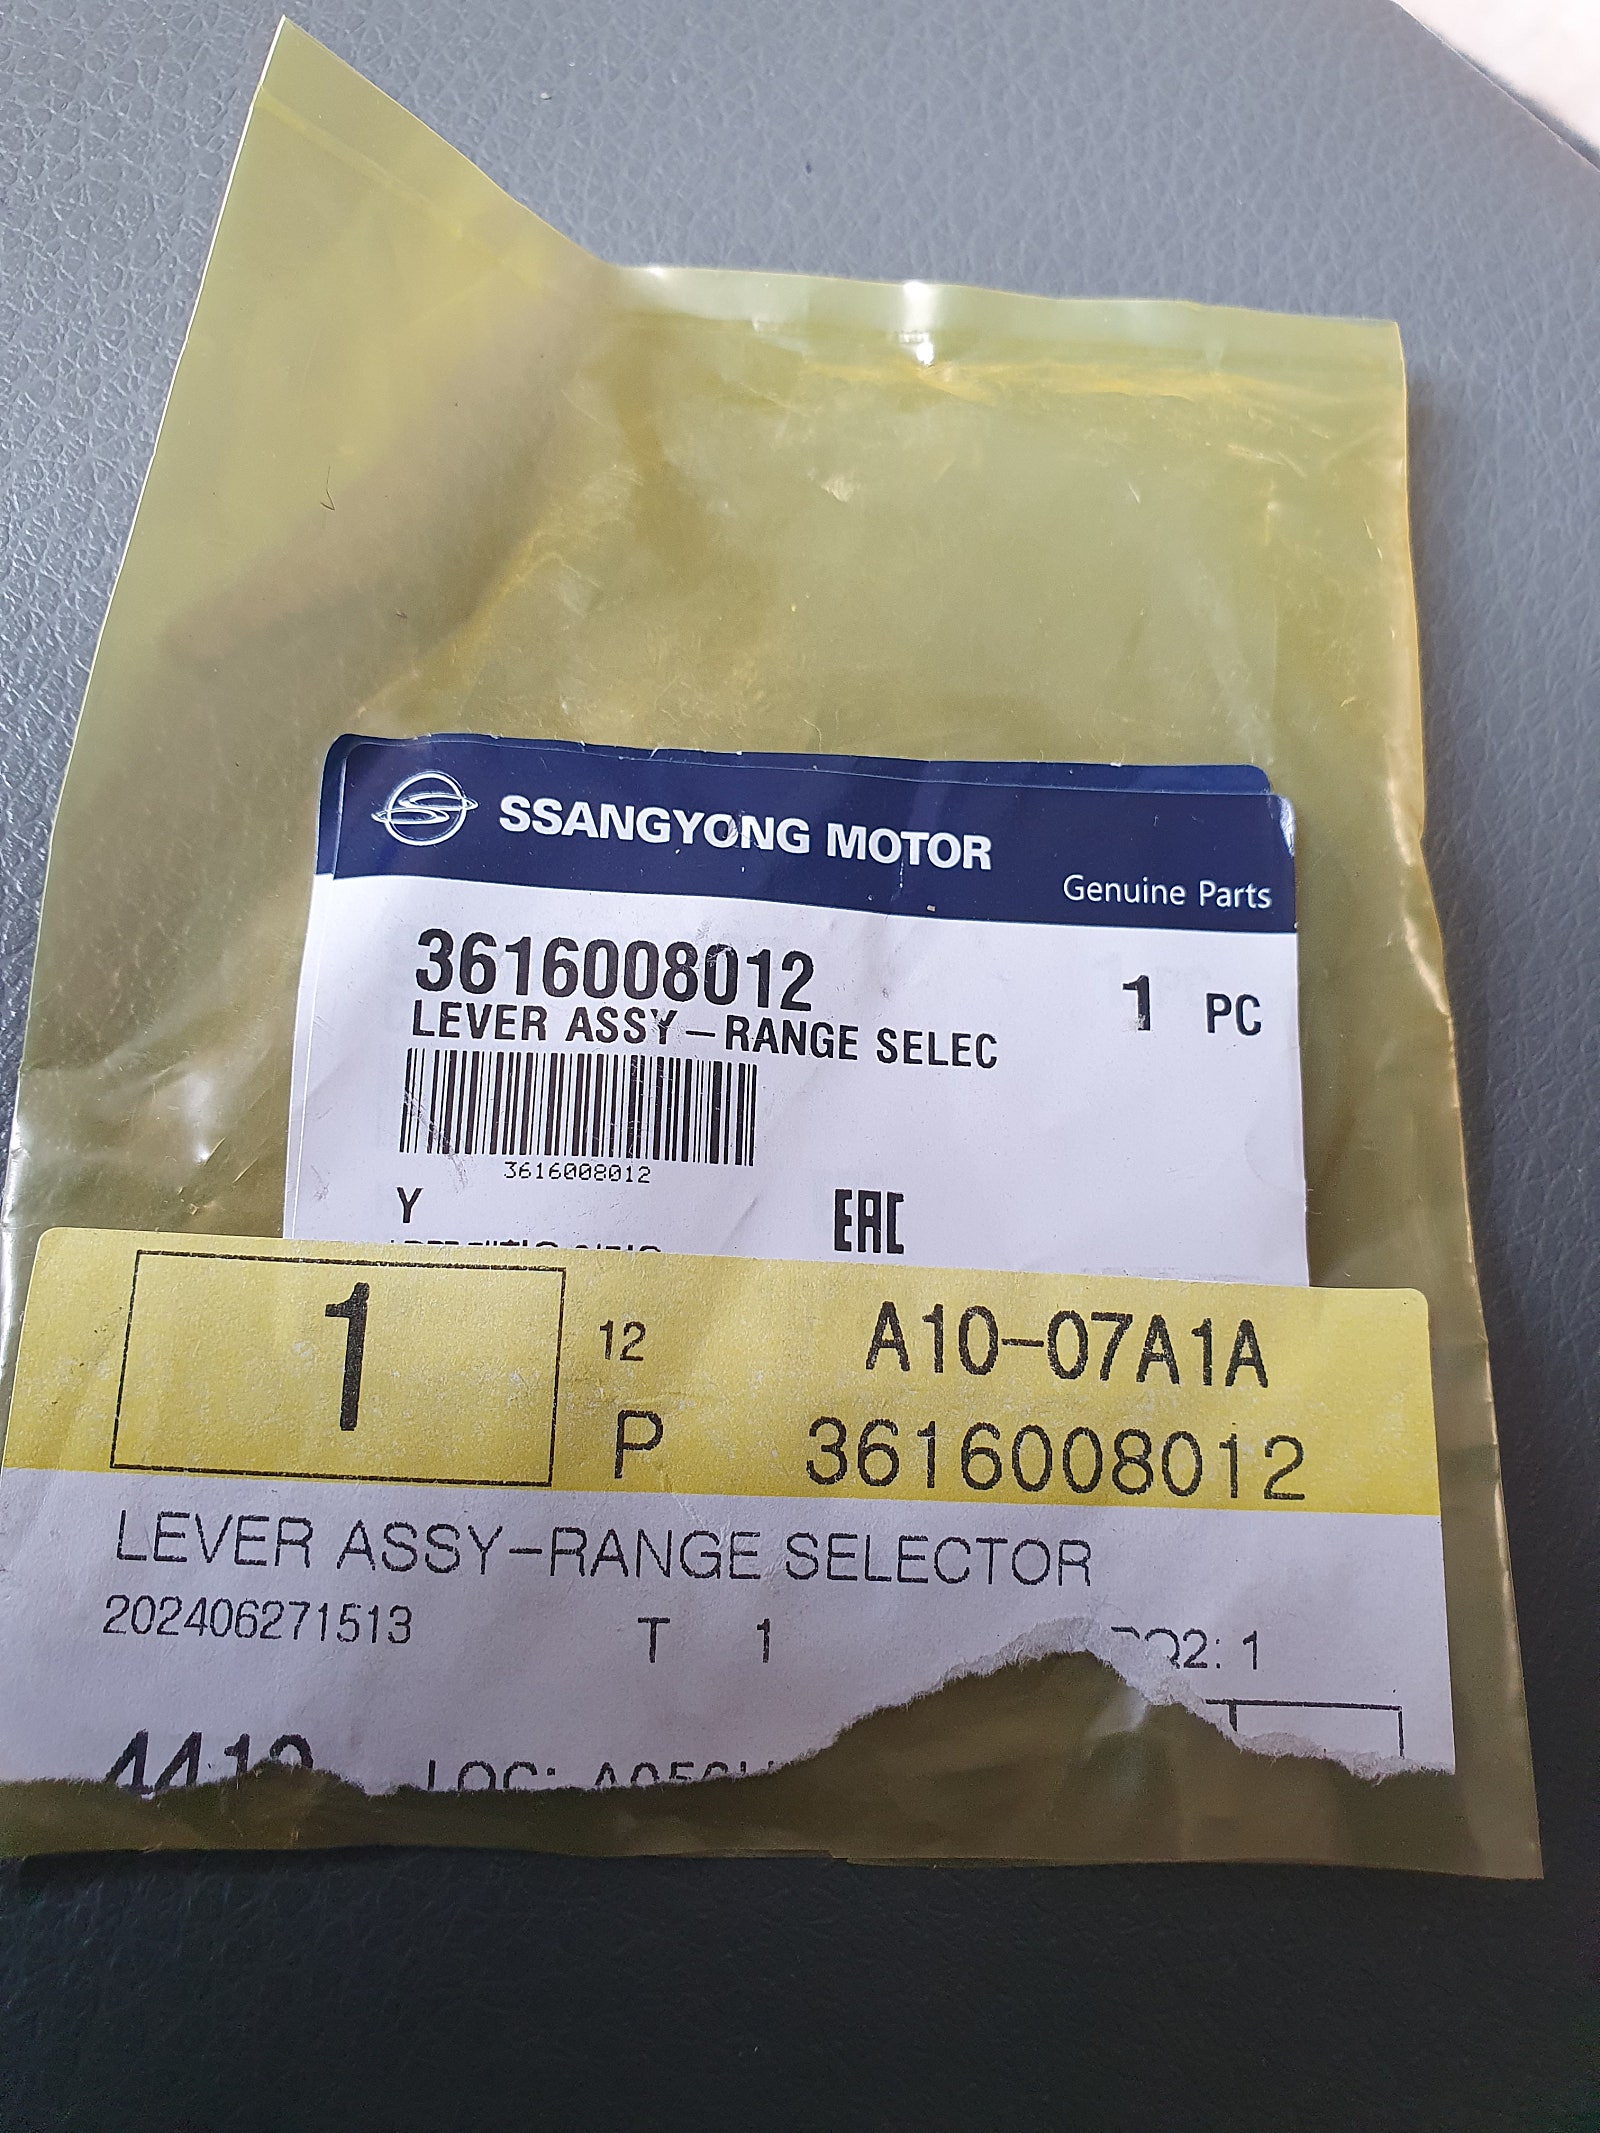 SSANGYONG MOTOR
Genuine Parts
3616008012
1 PC
LEVER ASSY-RANGE SELEC
3616008012
Y
EAC
1
12
A10-07A1A
P
3616008012
LEVER ASSY-RANGE SELECTOR
202406271513
T 1
1